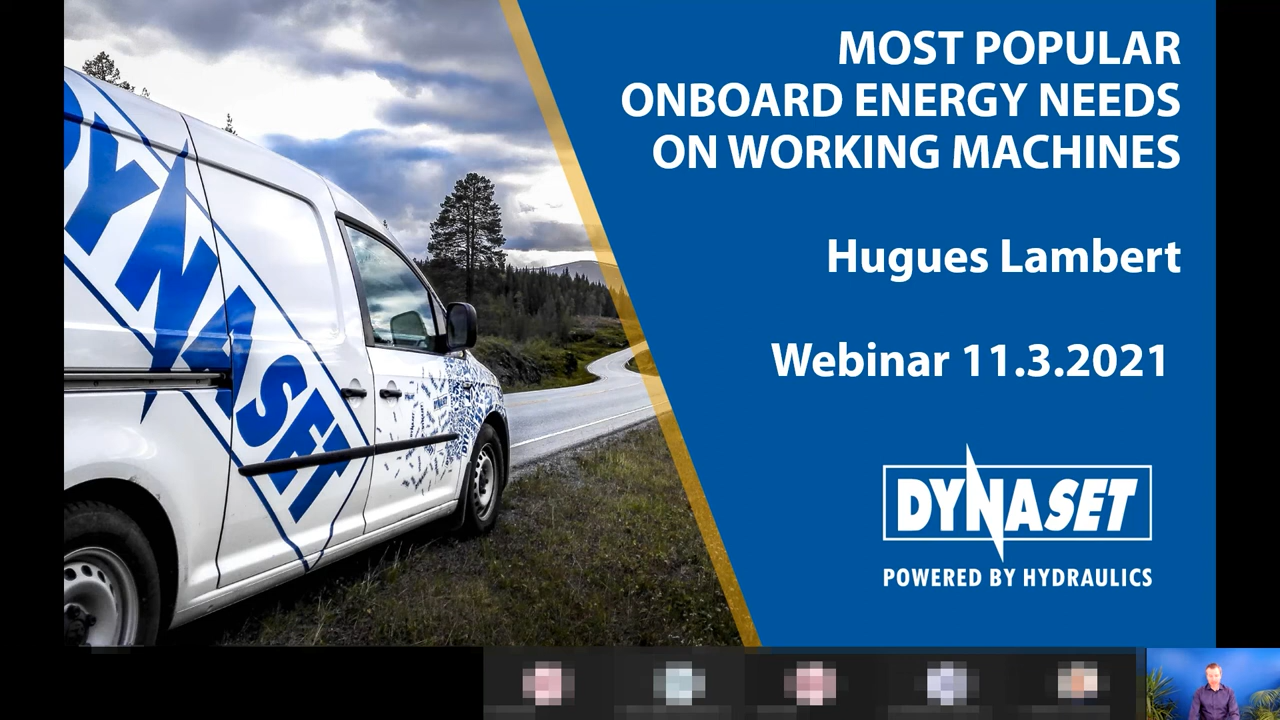 MOST POPULAR
ONBOARD ENERGY NEEDS
ON WORKING MACHINES
Hugues Lambert
Webinar 11.3.2021
DYNASET
POWERED BY HYDRAULICS
DYNASET